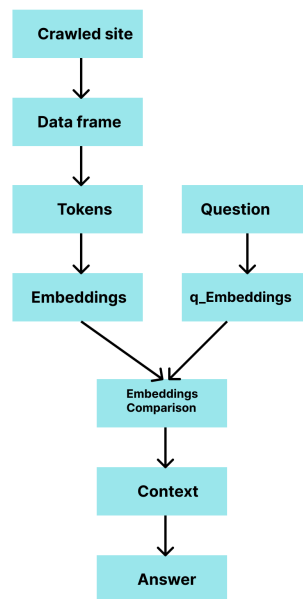 Crawled site
Data frame
Tokens
Question
Embeddings
q_Embeddings
Embeddings
Comparison
Context
Answer